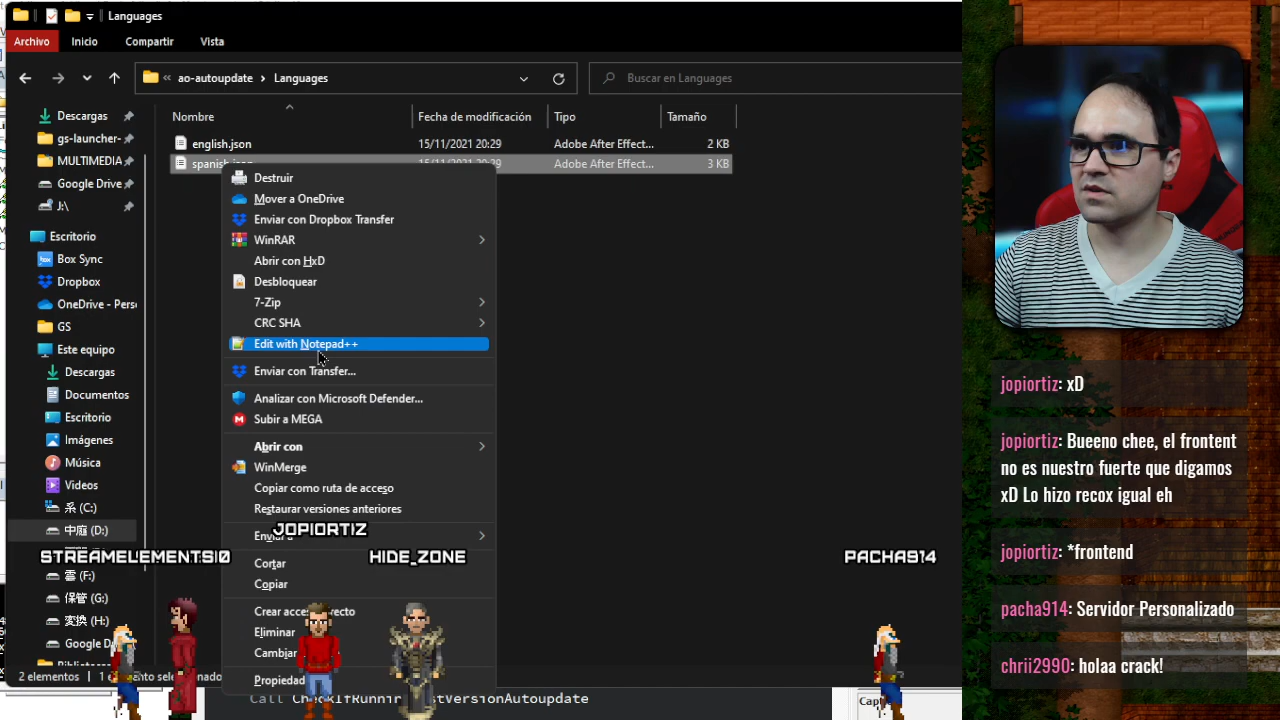 Languages
Archivo
Inicio
Compartir
Vista
ao-autoupdate
Languages
Buscar en Languages
Nombre
Fecha de modificación
Tipo
Tamaño
english.json
15/11/2021 20:29
Adobe After Effect...
2 KB
15/11/2021 20:29
Adobe After Effect...
3 KB
Descargas
gs-launcher-
MULTIMEDIA
Google Drive
J:\
Escritorio
Box Sync
Dropbox
OneDrive - Perso
GS
Este equipo
Descargas
Documentos
Escritorio
Imágenes
Música
Videos
系 (C:)
中庭 (D:)
雲 (F:)
保管 (G:)
変換 (H:)
Google D
2 elementos
Destruir
Mover a OneDrive
Enviar con Dropbox Transfer
WinRAR
Abrir con HxD
Desbloquear
7-Zip
CRC SHA
Edit with Notepad++
Enviar con Transfer...
Analizar con Microsoft Defender...
Subir a MEGA
Abrir con
WinMerge
Copiar como ruta de acceso
Restaurar versiones anteriores
Cortar
Copiar
Eliminar
STREAMELEMENTS10
JOPIORTIZ
HIDE_ZONE
PACHA914
jopiortiz: xD
jopiortiz: Bueeno chee, el frontent
no es nuestro fuerte que digamos
xD Lo hizo recox igual eh
jopiortiz: *frontend
pacha914: Servidor Personalizado
chrii2990: holaa crack!